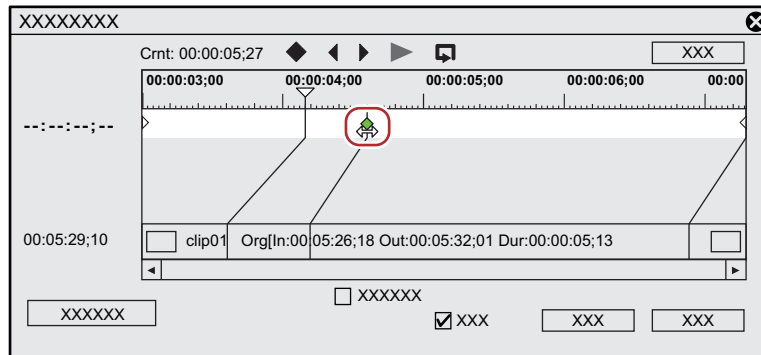 XXXXXXXX
Crnt: 00:00:05;27
XXX
00:00:03;00 00:00:04;00 00:00:05;00 00:00:06;00 00:00
--:--:--;--
00:05:29;10 clip01 Org[In:00:05:26;18 Out:00:05:32;01 Dur:00:00:05;13
XXXXXX
XXXXXX
XXX XXX XXX